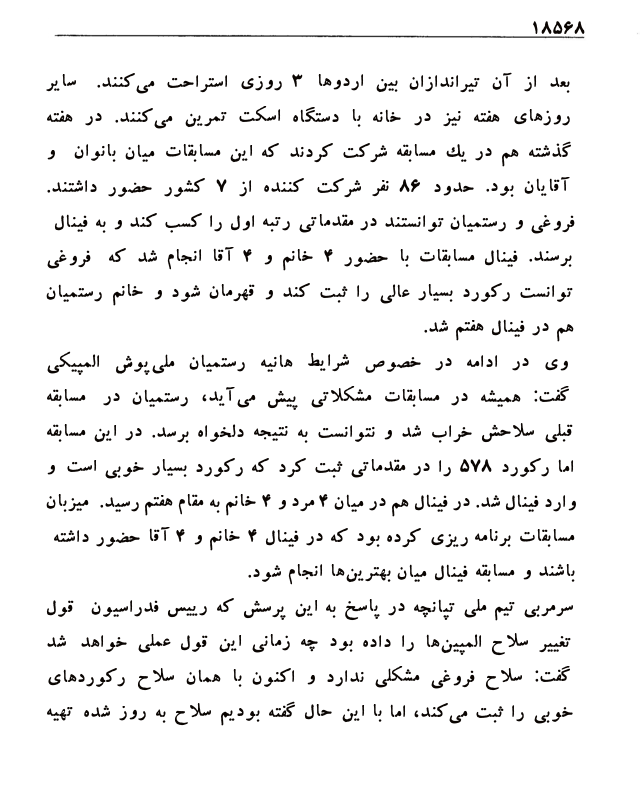 ۱۸۵۶۸
بعد از آن تیراندازان بین اردوها ۳ روزی استراحت می‌کنند. سایر
روزهای هفته نیز در خانه با دستگاه اسکت تمرین می‌کنند. در هفته
گذشته هم در یك مسابقه شرکت کردند که این مسابقات میان بانوان و
آقایان بود. حدود ۸۶ نفر شرکت کننده از ۷ کشور حضور داشتند.
فروغی و رستمیان توانستند در مقدماتی رتبه اول را کسب کند و به فینال
برسند. فینال مسابقات با حضور ۴ خانم و ۴ آقا انجام شد که فروغی
توانست رکورد بسیار عالی را ثبت کند و قهرمان شود و خانم رستمیان
هم در فینال هفتم شد.
وی در ادامه در خصوص شرایط هانیه رستمیان ملی‌پوش المپیکی
گفت: همیشه در مسابقات مشکلاتی پیش می‌آید، رستمیان در مسابقه
قبلی سلاحش خراب شد و نتوانست به نتیجه دلخواه برسد. در این مسابقه
اما رکورد ۵۷۸ را در مقدماتی ثبت کرد که رکورد بسیار خوبی است و
وارد فینال شد. در فینال هم در میان ۴ مرد و ۴ خانم به مقام هفتم رسید. میزبان
مسابقات برنامه ریزی کرده بود که در فینال ۴ خانم و ۴ آقا حضور داشته
باشند و مسابقه فینال میان بهترین‌ها انجام شود.
سرمربی تیم ملی تپانچه در پاسخ به این پرسش که رییس فدراسیون قول
تغییر سلاح المپین‌ها را داده بود چه زمانی این قول عملی خواهد شد
گفت: سلاح فروغی مشکلی ندارد و اکنون با همان سلاح رکوردهای
خوبی را ثبت می‌کند، اما با این حال گفته بودیم سلاح به روز شده تهیه